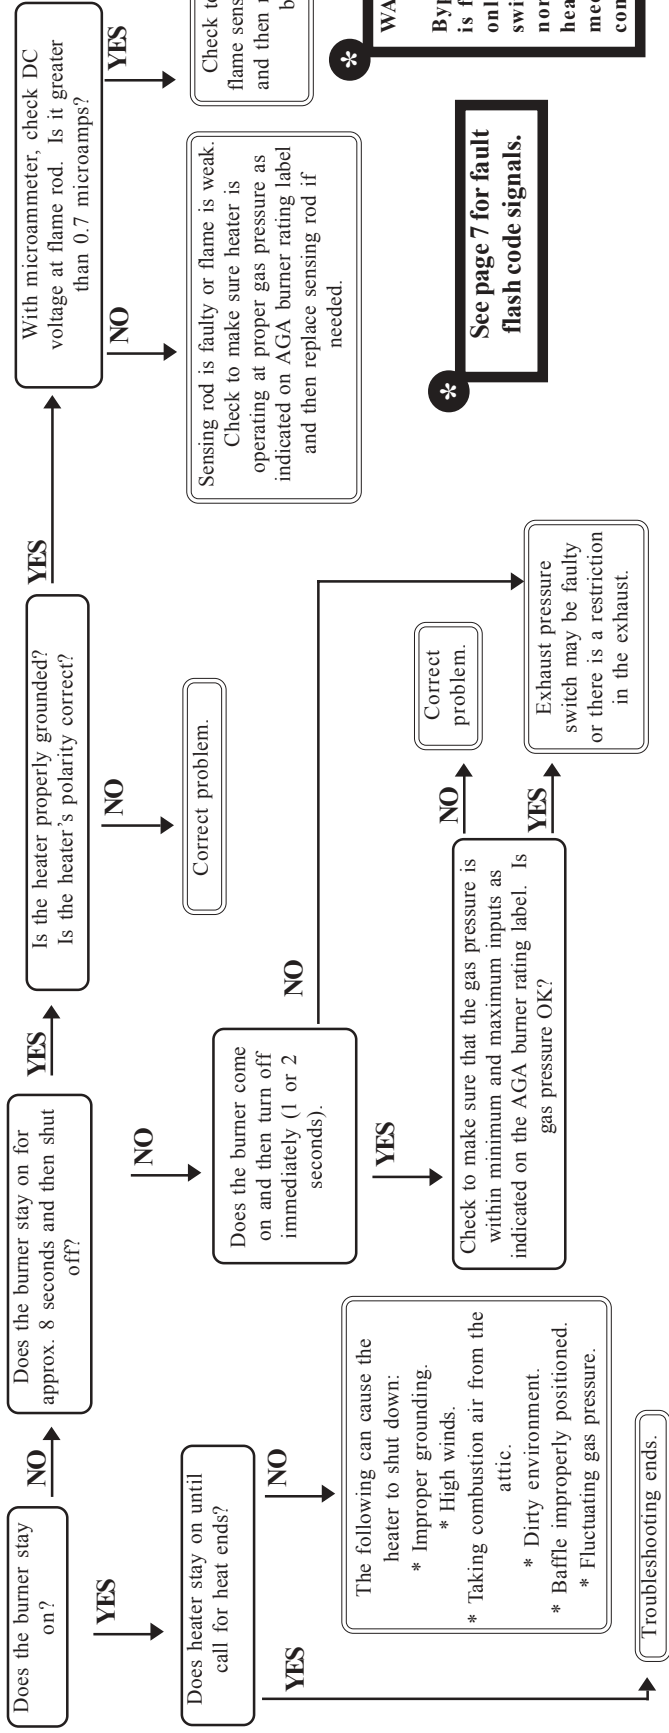 Does the burner stay
on?
NO
YES
Does the burner stay on for
approx. 8 seconds and then shut
off?
YES
NO
Is the heater properly grounded?
Is the heater's polarity correct?
YES
NO
Correct problem.
With microammeter, check DC
voltage at flame rod. Is it greater
than 0.7 microamps?
YES
NO
Sensing rod is faulty or flame is weak.
Check to make sure heater is
operating at proper gas pressure as
indicated on AGA burner rating label
and then replace sensing rod if
needed.
Check
flame
and then
Does heater stay on until
call for heat ends?
NO
YES
The following can cause the
heater to shut down:
* Improper grounding.
* High winds.
* Taking combustion air from the
attic.
* Dirty environment.
* Baffle improperly positioned.
* Fluctuating gas pressure.
Troubleshooting ends.
Does the burner come
on and then turn off
immediately (1 or 2
seconds).
NO
YES
Check to make sure that the gas pressure is
within minimum and maximum inputs as
indicated on the AGA burner rating label. Is
gas pressure OK?
NO
YES
Correct
problem.
Exhaust pressure
switch may be faulty
or there is a restriction
in the exhaust.
*
See page 7 for fault
flash code signals.
*
is